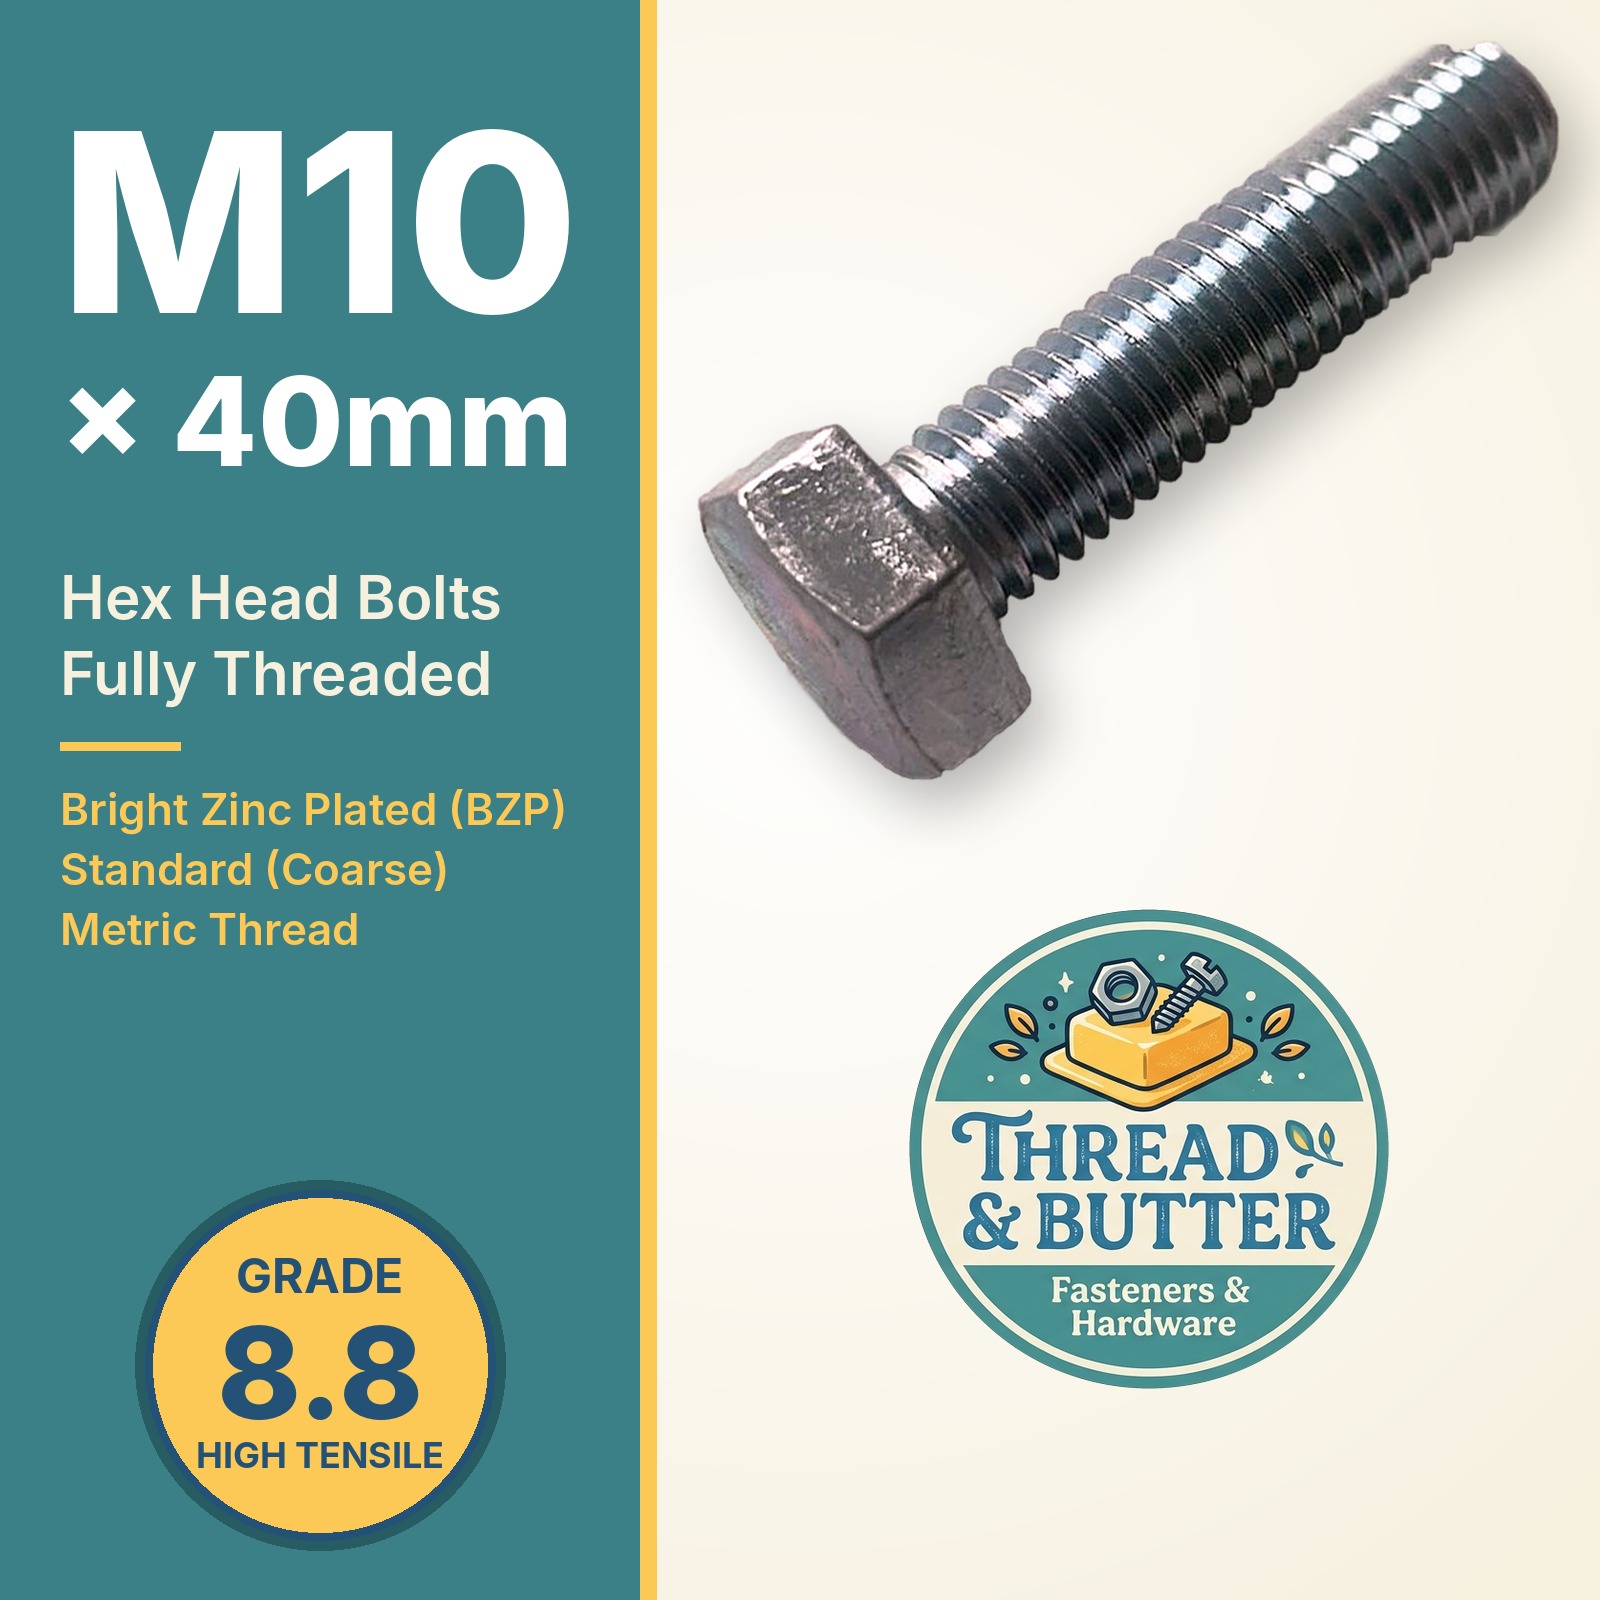 M10
× 40mm
Hex Head Bolts
Fully Threaded
Bright Zinc Plated (BZP)
Standard (Coarse)
Metric Thread
GRADE
8.8
HIGH TENSILE
THREAD
& BUTTER
Fasteners &
Hardware